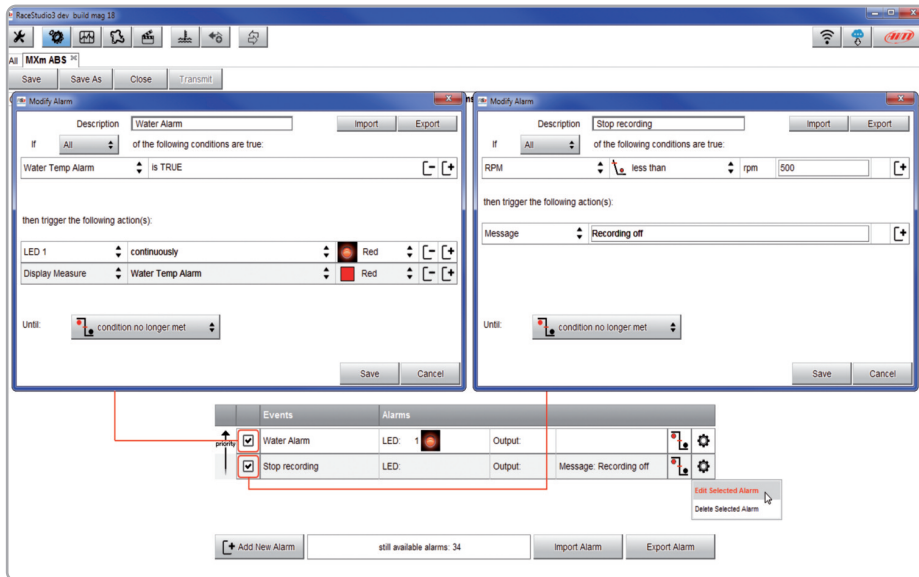 RaceStudio3 dev build mag 18
AiM
All MXm ABS
Save Save As Close Transmit
Modify Alarm
Description Water Alarm Import Export
If All of the following conditions are true:
Water Temp Alarm is TRUE
then trigger the following action(s):
LED 1 continuously Red
Display Measure Water Temp Alarm Red
Until: condition no longer met
Save Cancel
Modify Alarm
Description Stop recording Import Export
If All of the following conditions are true:
RPM less than rpm 500
then trigger the following action(s):
Message Recording off
Until: condition no longer met
Save Cancel
Events Alarms
priority
Water Alarm LED: 1 Output:
Stop recording LED: Output: Message: Recording off
Edit Selected Alarm
Delete Selected Alarm
Add New Alarm still available alarms: 34 Import Alarm Export Alarm